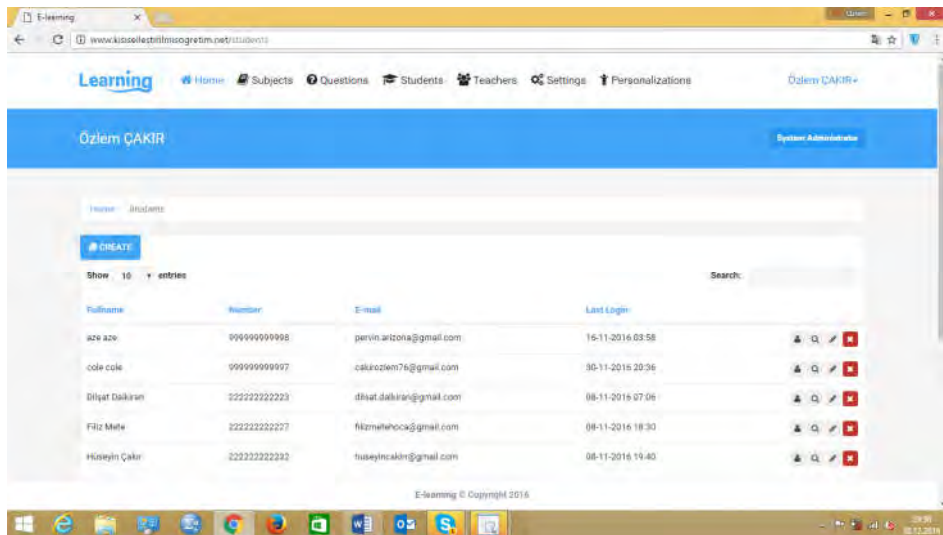 E-learning
www.kisisellestirilmisogretim.net/students
Learning Home Subjects Questions Students Teachers Settings Personalizations Özlem ÇAKIR
Özlem ÇAKIR System Administrator
Home Students
CREATE
Show 10 entries Search:
Fullname Number E-mail Last Login
aze aze 999999999998 pervin.arizona@gmail.com 16-11-2016 03:58
cole cole 999999999997 cakirozlem76@gmail.com 30-11-2016 20:36
Dilşat Dalkiran 222222222223 dilsat.dalkiran@gmail.com 08-11-2016 07:06
Filiz Mete 222222222227 filizmetehoca@gmail.com 08-11-2016 18:30
Hüseyin Çakır 222222222232 huseyincakirr@gmail.com 08-11-2016 19:40
E-learning © Copyright 2016